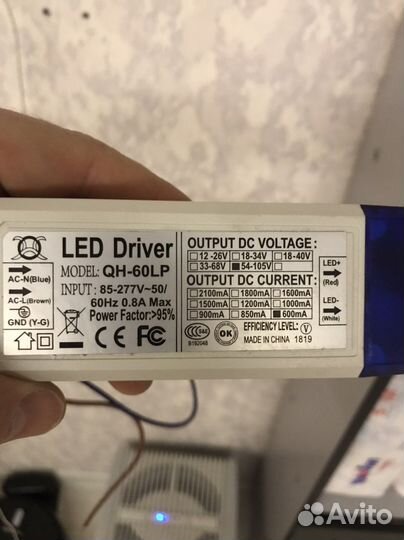 LED Driver
MODEL: QH-60LP
AC-N(Blue)
AC-L(Brown)
GND (Y-G)
INPUT: 85-277V~50/
60Hz 0.8A Max
Power Factor:>95%
OUTPUT DC VOLTAGE:
12 -26V 18-34V 18-40V
33-68V 54-105V
OUTPUT DC CURRENT:
2100mA 1800mA 1600mA
1500mA 1200mA 1000mA
900mA 850mA 600mA
B192048
OK
EFFICIENCY LEVEL: V
MADE IN CHINA 1819
LED+
(Red)
LED-
(White)
Avito